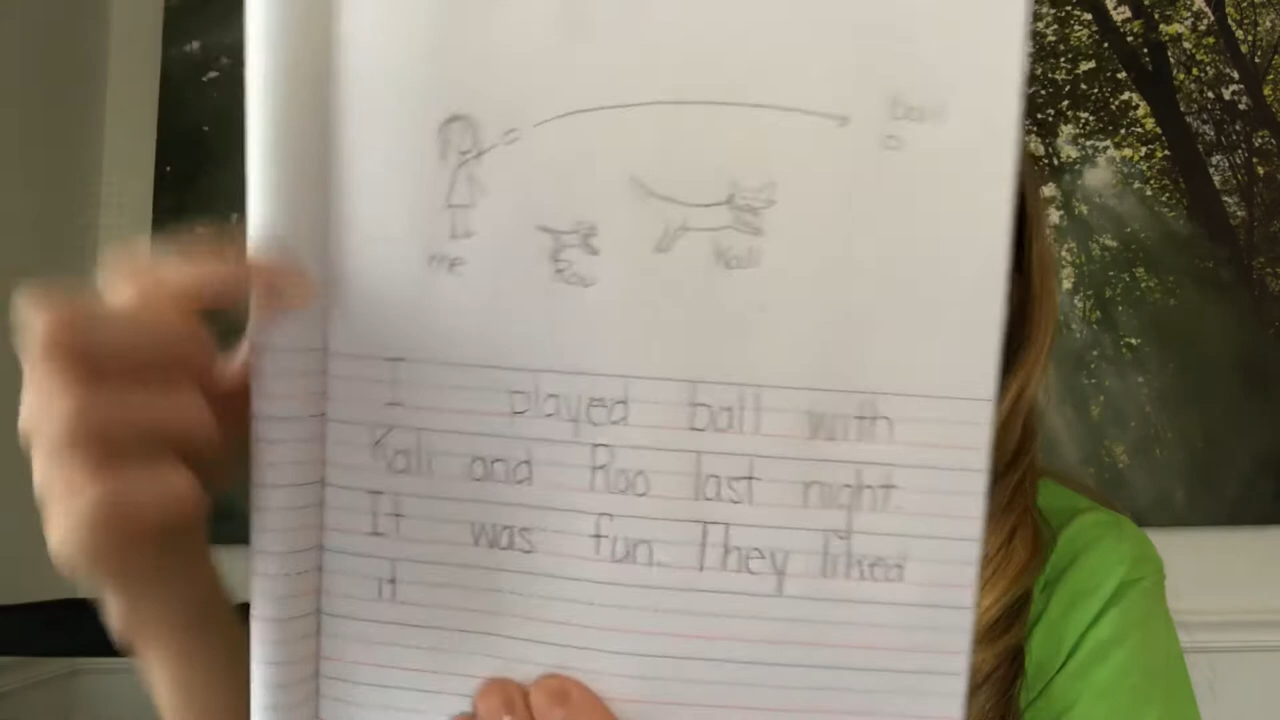 ball
me
Roo
Kali
I played ball with
Kali and Roo last night.
It was fun. They liked
it